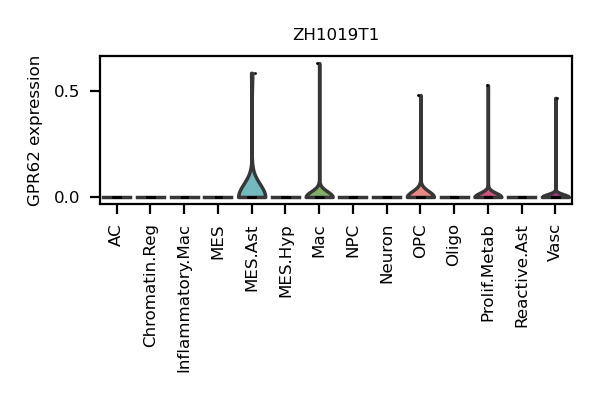 ZH1019T1
GPR62 expression
0.5
0.0
AC
Chromatin.Reg
Inflammatory.Mac
MES
MES.Ast
MES.Hyp
Mac
NPC
Neuron
OPC
Oligo
Prolif.Metab
Reactive.Ast
Vasc